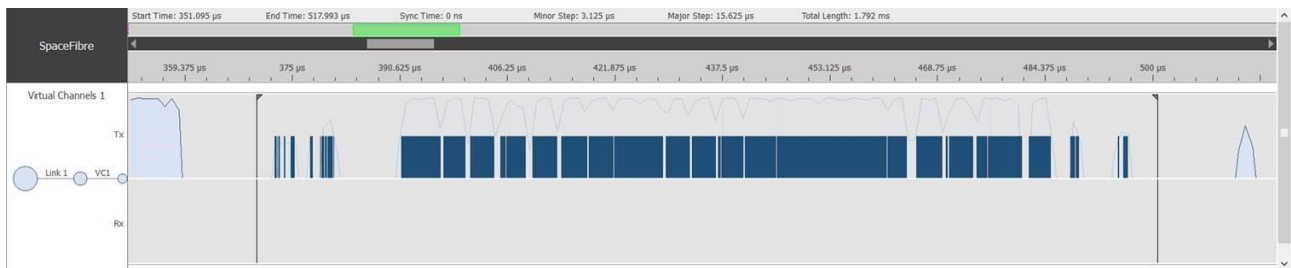 Start Time: 351.095 µs End Time: 517.993 µs Sync Time: 0 ns Minor Step: 3.125 µs Major Step: 15.625 µs Total Length: 1.792 ms
SpaceFibre
359.375 µs 375 µs 390.625 µs 406.25 µs 421.875 µs 437.5 µs 453.125 µs 468.75 µs 484.375 µs 500 µs
Virtual Channels 1
Tx
Link 1 VC1
Rx